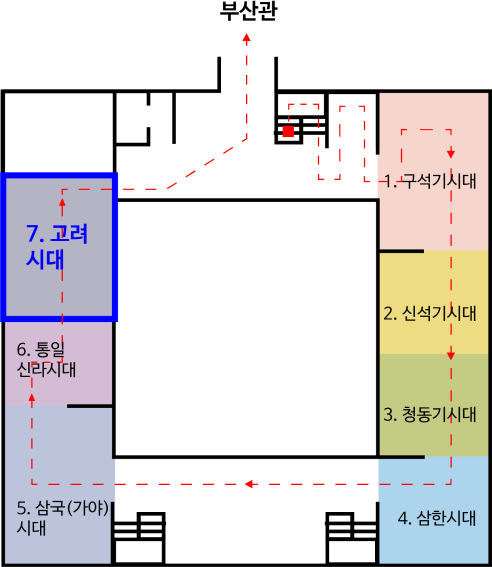 부산관
1. 구석기시대
7. 고려
시대
2. 신석기시대
6. 통일
신라시대
3. 청동기시대
5. 삼국(가야)
시대
4. 삼한시대